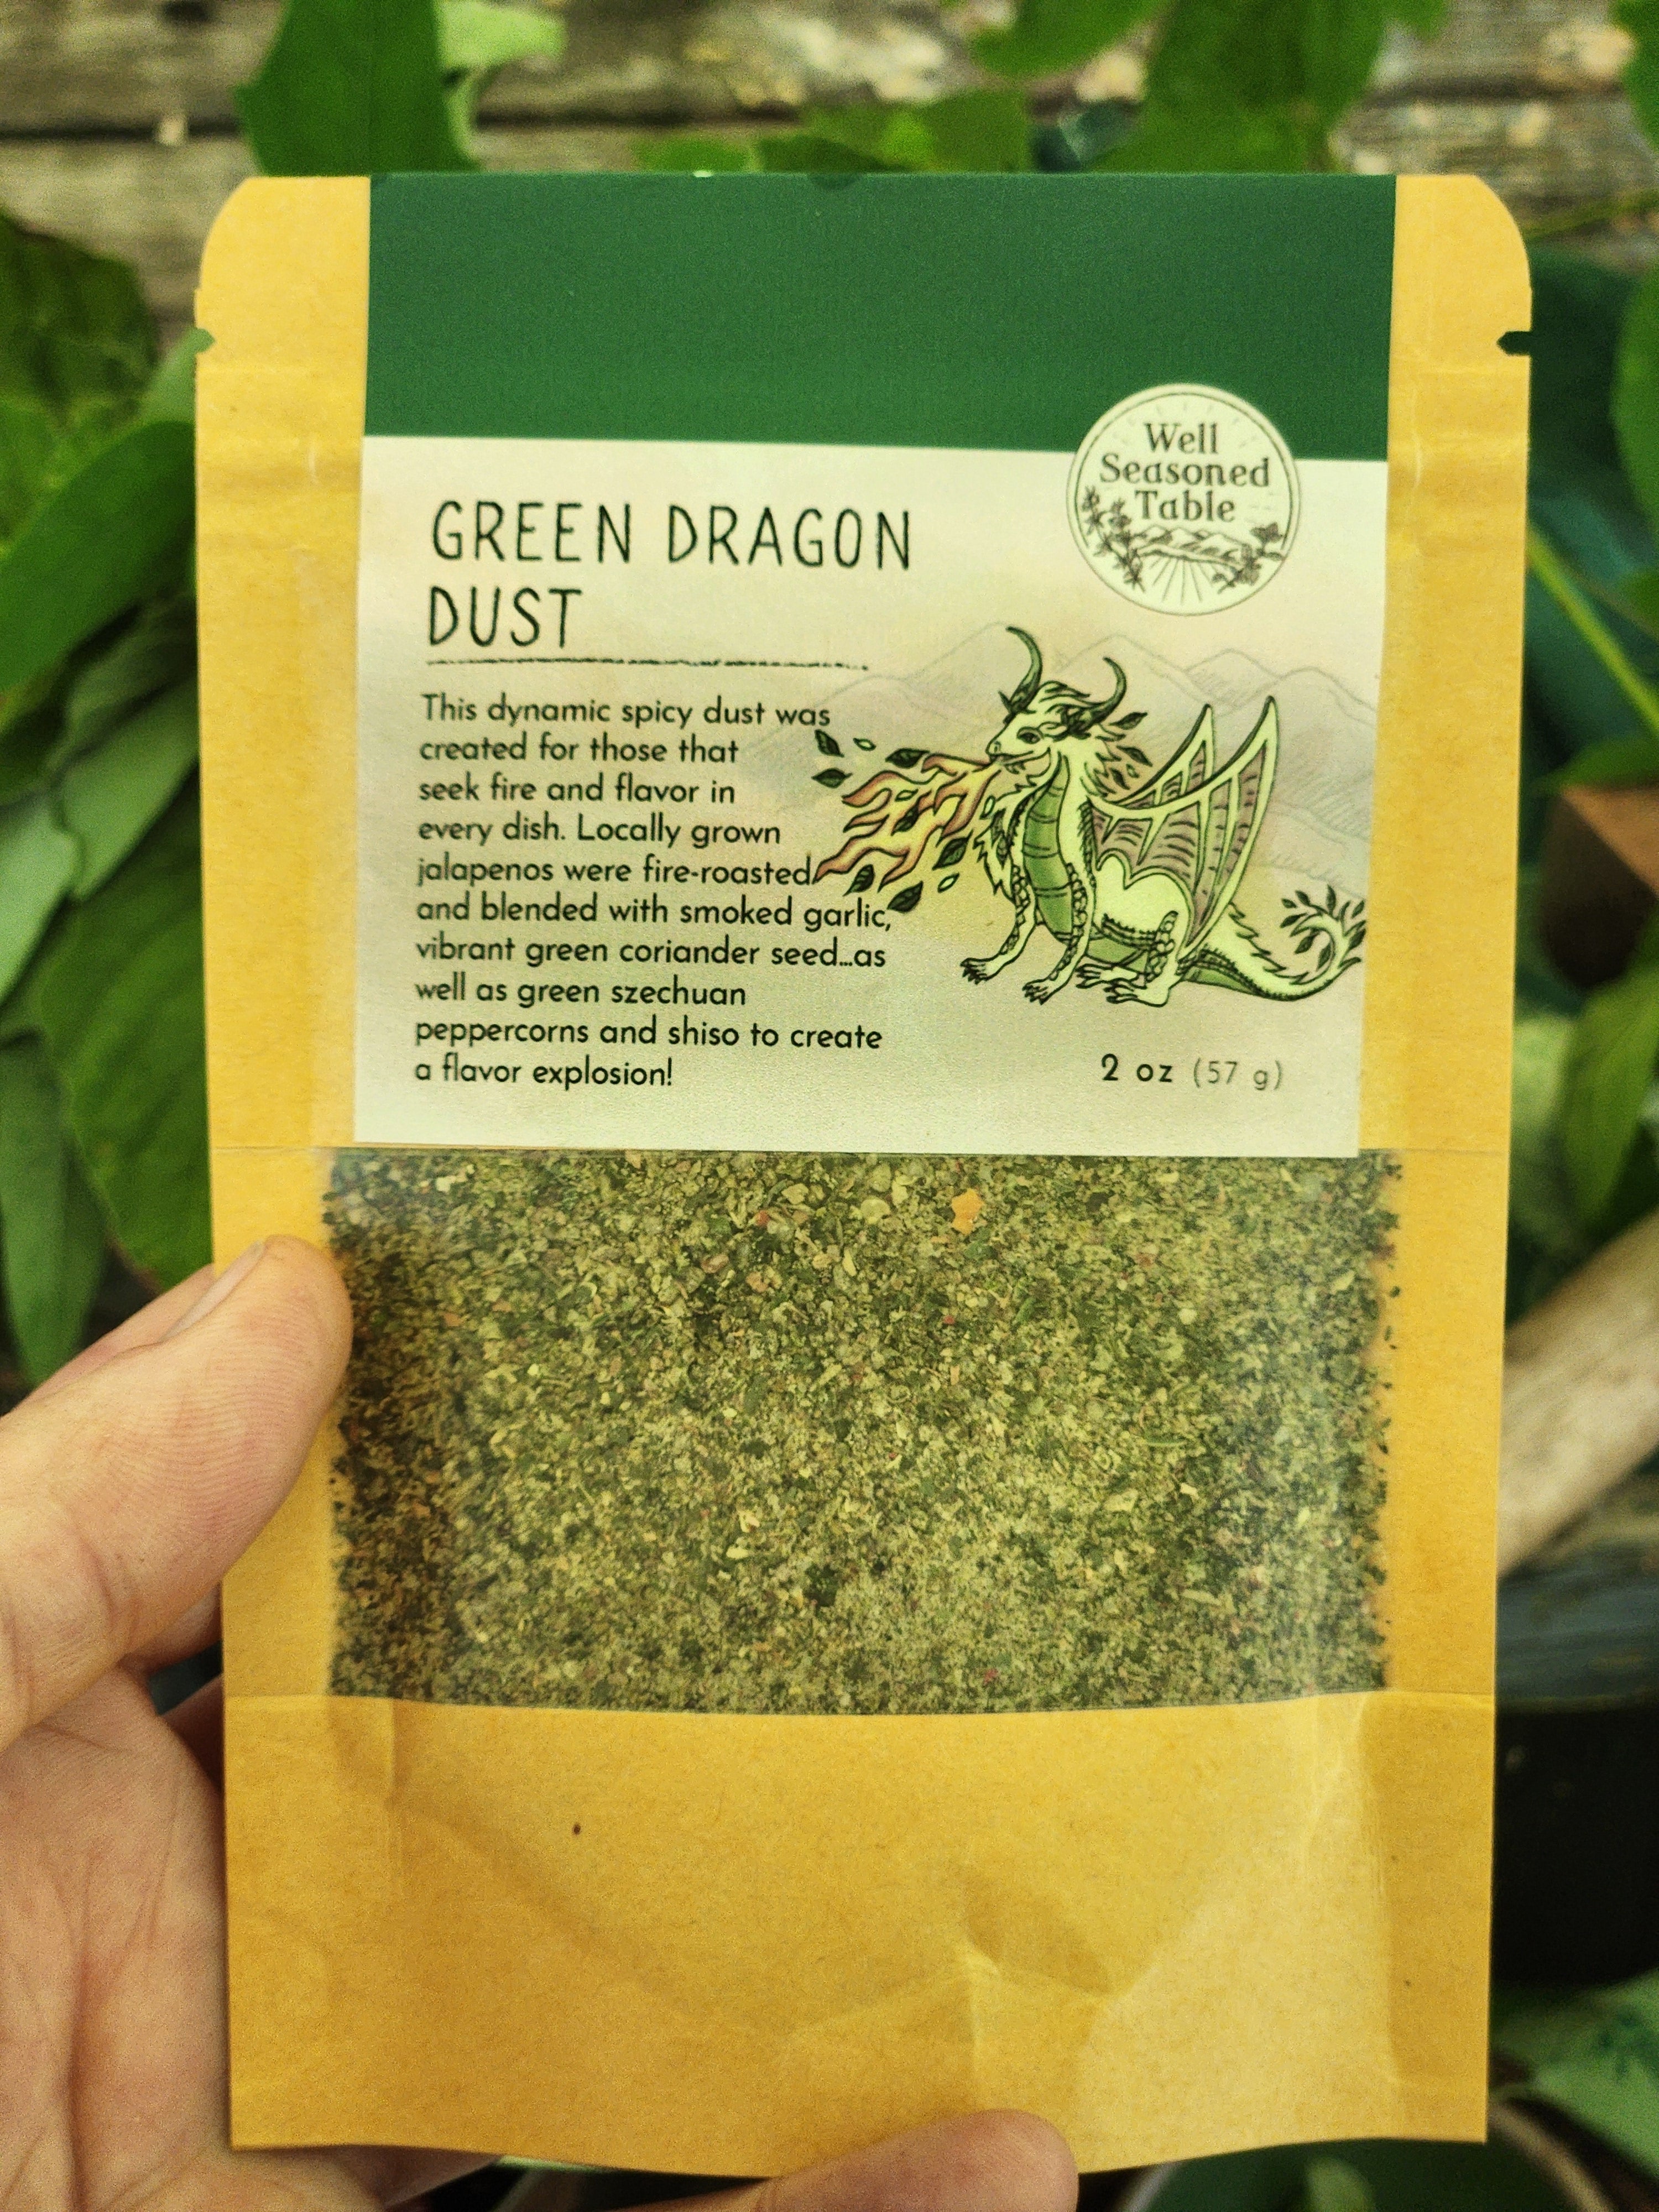 Well
Seasoned
Table
GREEN DRAGON
DUST
This dynamic spicy dust was
created for those that
seek fire and flavor in
every dish. Locally grown
jalapenos were fire-roasted
and blended with smoked garlic,
vibrant green coriander seed...as
well as green szechuan
peppercorns and shiso to create
a flavor explosion!
2 oz (57 g)